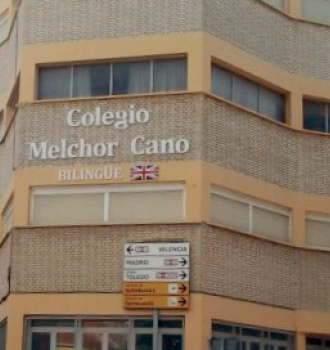 Colegio
Melchor Cano
BILINGÜE
VALENCIA
MADRID
TOLEDO